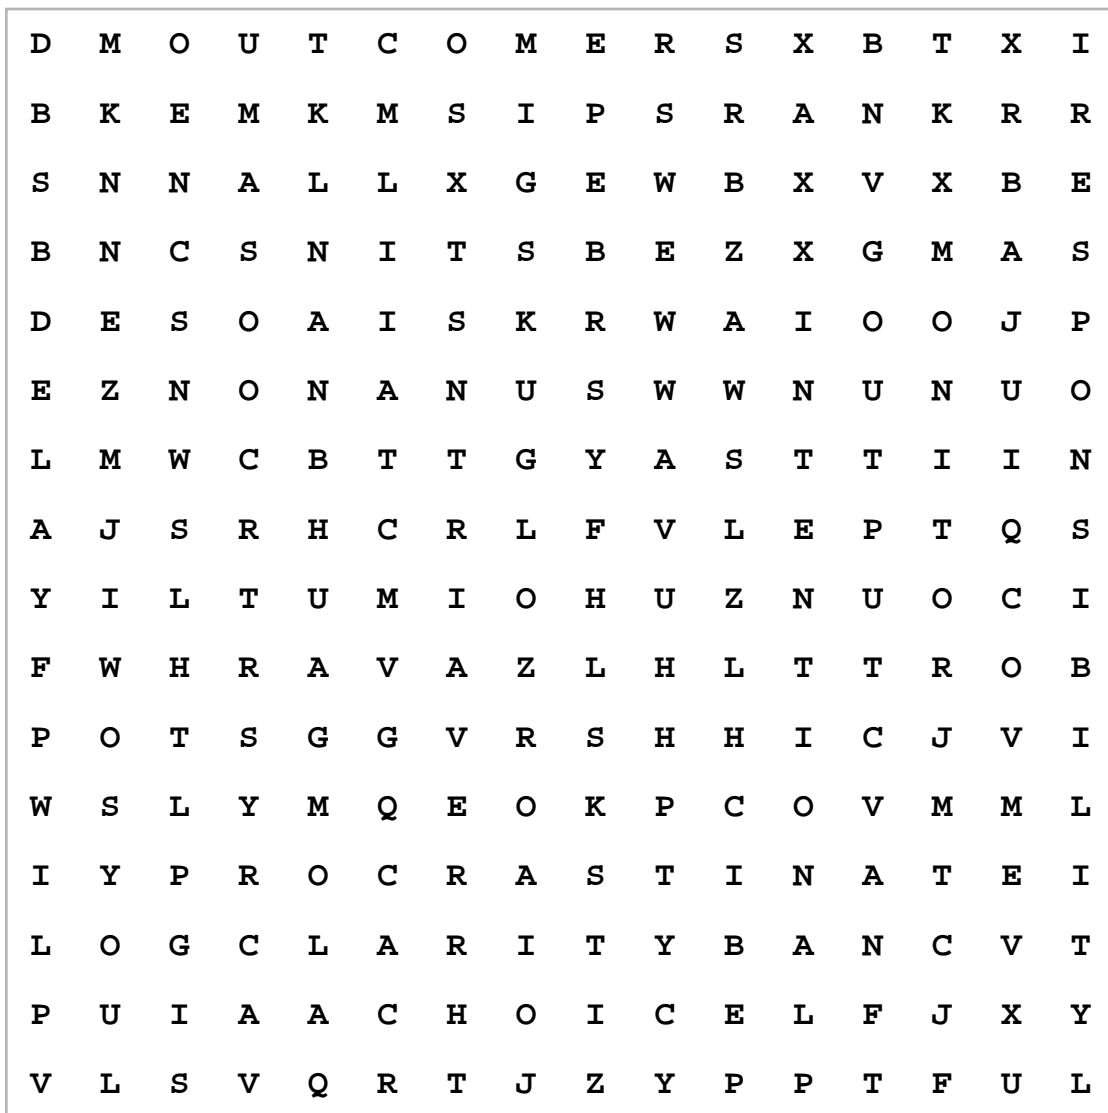 D M O U T C O M E R S X B T X I
B K E M K M S I P S R A N K R R
S N N A L L X G E W B X V X B E
B N C S N I T S B E Z X G M A S
D E S O A I S K R W A I O O J P
E Z N O N A N U S W W N U N U O
L M W C B T T G Y A S T T I I N
A J S R H C R L F V L E P T Q S
Y I L T U M I O H U Z N U O C I
F W H R A V A Z L H L T T R O B
P O T S G G V R S H H I C J V I
W S L Y M Q E O K P C O V M M L
I Y P R O C R A S T I N A T E I
L O G C L A R I T Y B A N C V T
P U I A A C H O I C E L F J X Y
V L S V Q R T J Z Y P P T F U L